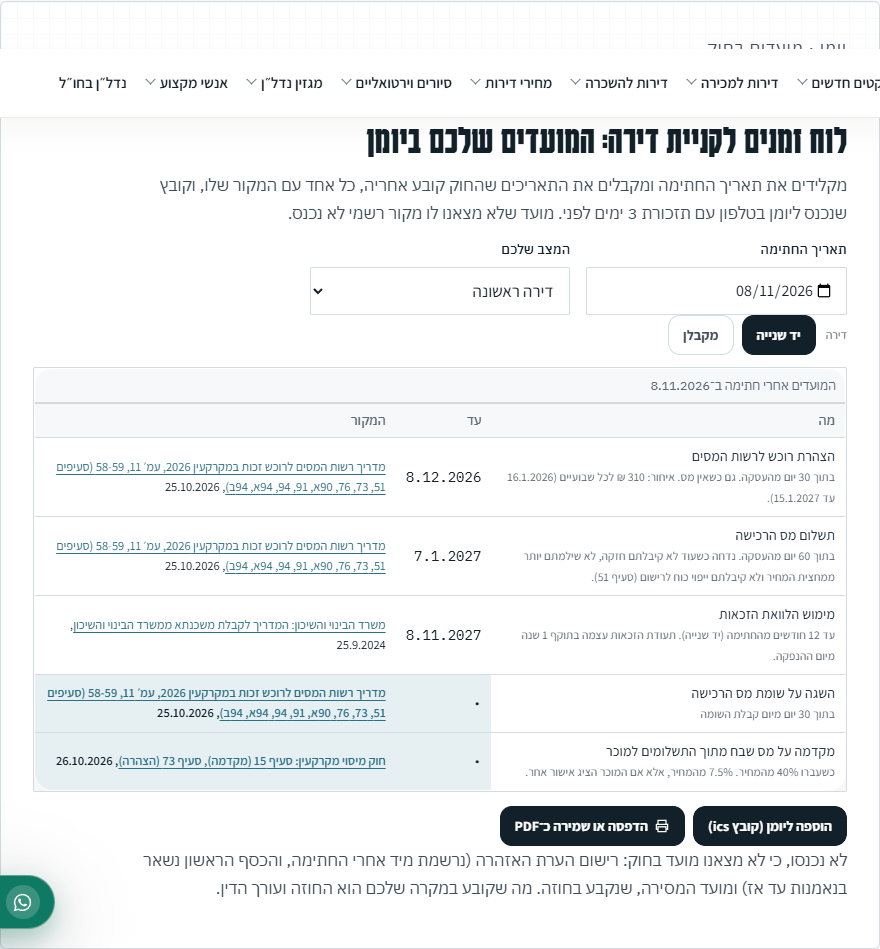 קטים חדשים
דירות למכירה
דירות להשכרה
מחירי דירות
סיורים וירטואליים
מגזין נדל״ן
אנשי מקצוע
נדל״ן בחו״ל
לוח זמנים לקניית דירה: המועדים שלכם ביומן
מקלידים את תאריך החתימה ומקבלים את התאריכים שהחוק קובע אחריה, כל אחד עם המקור שלו, וקובץ
שנכנס ליומן בטלפון עם תזכורת 3 ימים לפני. מועד שלא מצאנו לו מקור רשמי לא נכנס.
תאריך החתימה
המצב שלכם
08/11/2026
דירה ראשונה
דירה
יד שנייה
מקבלן
המועדים אחרי חתימה ב־8.11.2026
מה
עד
המקור
הצהרת רוכש לרשות המסים
בתוך 30 יום מהעסקה. גם כשאין מס. איחור: 310 ₪ לכל שבועיים (16.1.2026
עד 15.1.2027).
8.12.2026
מדריך רשות המסים לרוכש זכות במקרקעין 2026, עמ׳ 11, 58-59 (סעיפים
51, 73, 76, 90א, 91, 94, 94א, 94ב), 25.10.2026
תשלום מס הרכישה
בתוך 60 יום מהעסקה. נדחה כשעוד לא קיבלתם חזקה, לא שילמתם יותר
ממחצית המחיר ולא קיבלתם ייפוי כוח לרישום (סעיף 51).
7.1.2027
מדריך רשות המסים לרוכש זכות במקרקעין 2026, עמ׳ 11, 58-59 (סעיפים
51, 73, 76, 90א, 91, 94, 94א, 94ב), 25.10.2026
מימוש הלוואת הזכאות
עד 12 חודשים מהחתימה (יד שנייה). תעודת הזכאות עצמה בתוקף 1 שנה
מיום ההנפקה.
8.11.2027
משרד הבינוי והשיכון: המדריך לקבלת משכנתא ממשרד הבינוי והשיכון,
25.9.2024
השגה על שומת מס הרכישה
בתוך 30 יום מיום קבלת השומה
·
מדריך רשות המסים לרוכש זכות במקרקעין 2026, עמ׳ 11, 58-59 (סעיפים
51, 73, 76, 90א, 91, 94, 94א, 94ב), 25.10.2026
מקדמה על מס שבח מתוך התשלומים למוכר
כשעברו 40% מהמחיר. 7.5% מהמחיר, אלא אם המוכר הציג אישור אחר.
·
חוק מיסוי מקרקעין: סעיף 15 (מקדמה), סעיף 73 (הצהרה), 26.10.2026
הוספה ליומן (קובץ ics)
הדפסה או שמירה כ־PDF
לא נכנסו, כי לא מצאנו מועד בחוק: רישום הערת האזהרה (נרשמת מיד אחרי החתימה, והכסף הראשון נשאר
בנאמנות עד אז) ומועד המסירה, שנקבע בחוזה. מה שקובע במקרה שלכם הוא החוזה ועורך הדין.